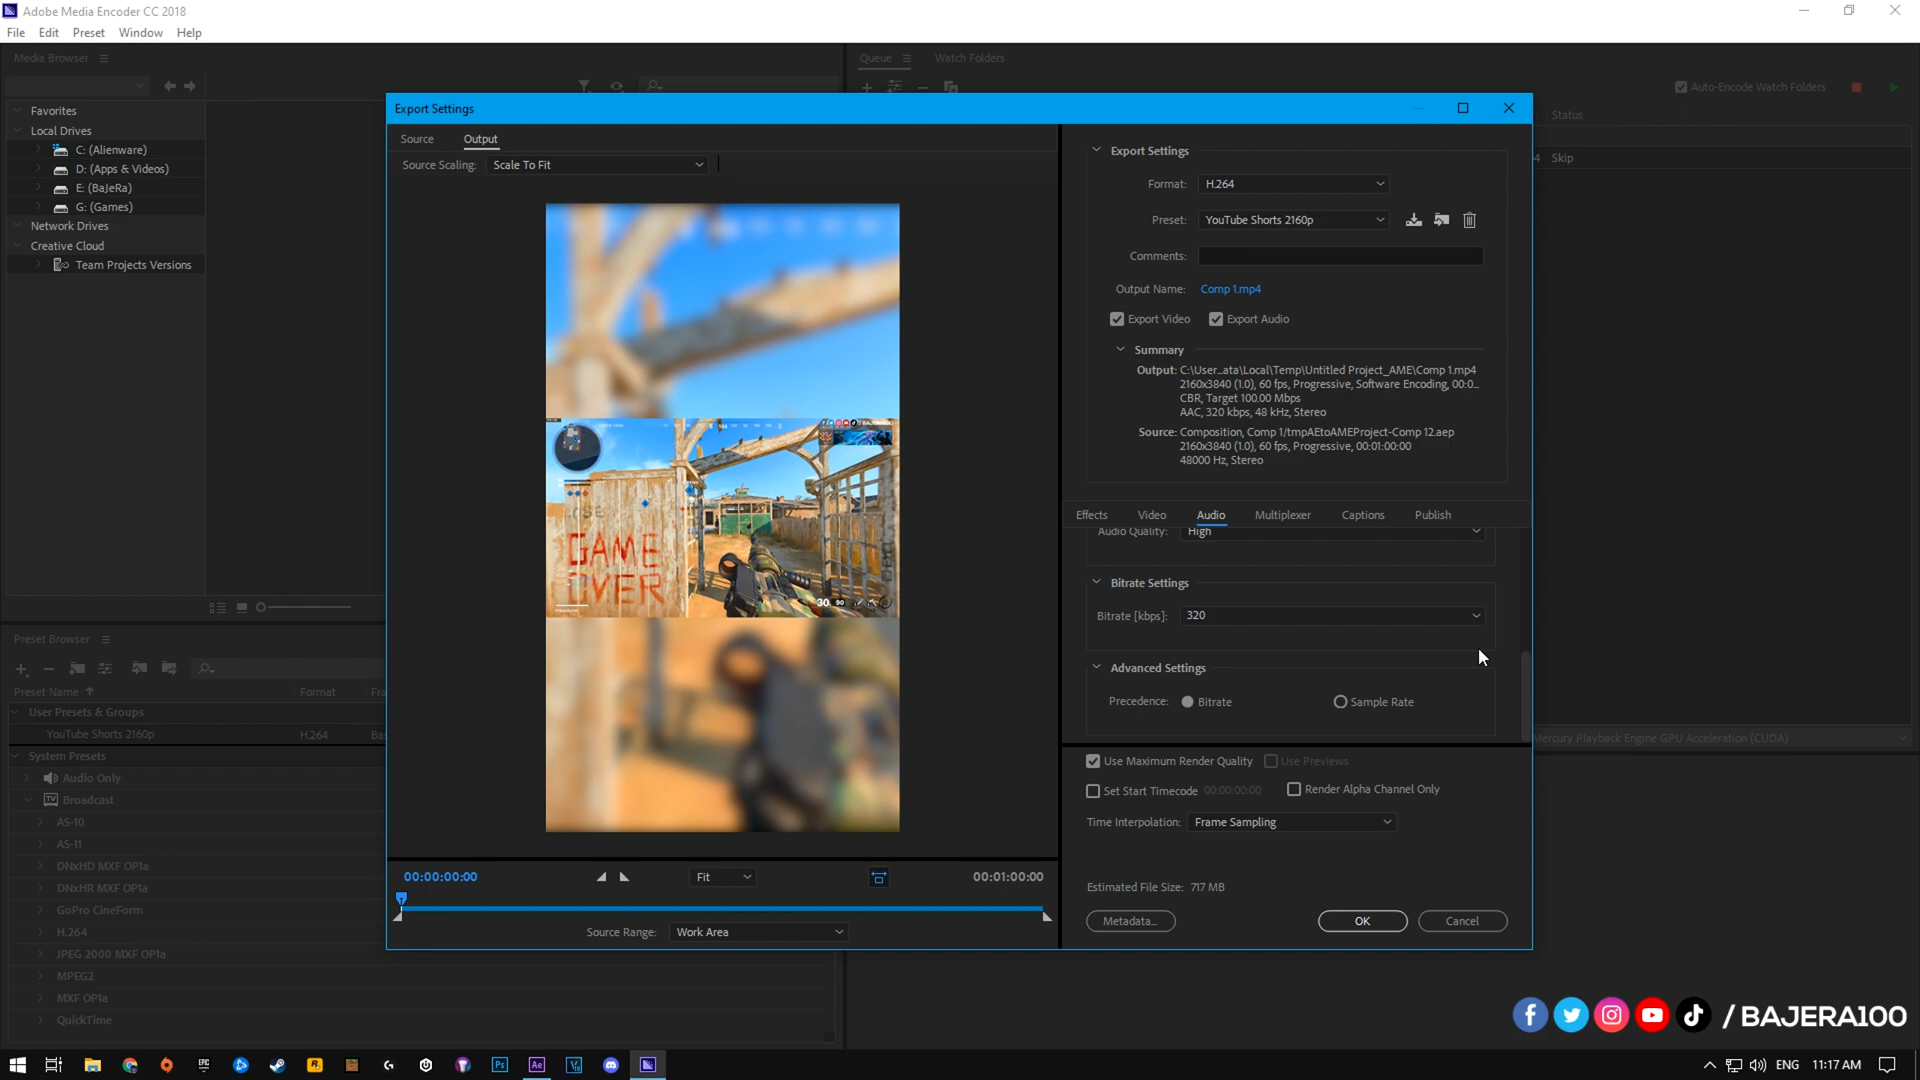 Adobe Media Encoder CC 2018
File Edit Preset Window Help
Media Browser
Queue
Watch Folders
Auto-Encode Watch Folders
Status
4 Skip
Favorites
Local Drives
C: (Alienware)
D: (Apps & Videos)
E: (BaJeRa)
G: (Games)
Network Drives
Creative Cloud
Team Projects Versions
Export Settings
Source
Output
Source Scaling: Scale To Fit
Export Settings
Format: H.264
Preset: YouTube Shorts 2160p
Comments:
Output Name: Comp 1.mp4
Export Video
Export Audio
Summary
Output: C:\User...ata\Local\Temp\Untitled Project_AME\Comp 1.mp4
2160x3840 (1.0), 60 fps, Progressive, Software Encoding, 00:0...
CBR, Target 100.00 Mbps
AAC, 320 kbps, 48 kHz, Stereo
Source: Composition, Comp 1/tmpAEtoAMEProject-Comp 12.aep
2160x3840 (1.0), 60 fps, Progressive, 00:01:00:00
48000 Hz, Stereo
GAME
OVER
30 90
Effects Video Audio Multiplexer Captions Publish
Audio Quality: High
Bitrate Settings
Bitrate [kbps]: 320
Advanced Settings
Precedence: Bitrate Sample Rate
Mercury Playback Engine GPU Acceleration (CUDA)
Use Maximum Render Quality
Use Previews
Set Start Timecode 00:00:00:00
Render Alpha Channel Only
Time Interpolation: Frame Sampling
Estimated File Size: 717 MB
Metadata...
OK
Cancel
00:00:00:00
Fit
00:01:00:00
Source Range: Work Area
Preset Browser
Preset Name
Format
Fra
User Presets & Groups
YouTube Shorts 2160p H.264 Bas
System Presets
Audio Only
Broadcast
AS-10
AS-11
DNxHD MXF OP1a
DNxHR MXF OP1a
GoPro CineForm
H.264
JPEG 2000 MXF OP1a
MPEG2
MXF OP1a
QuickTime
/ BAJERA100
ENG 11:17 AM